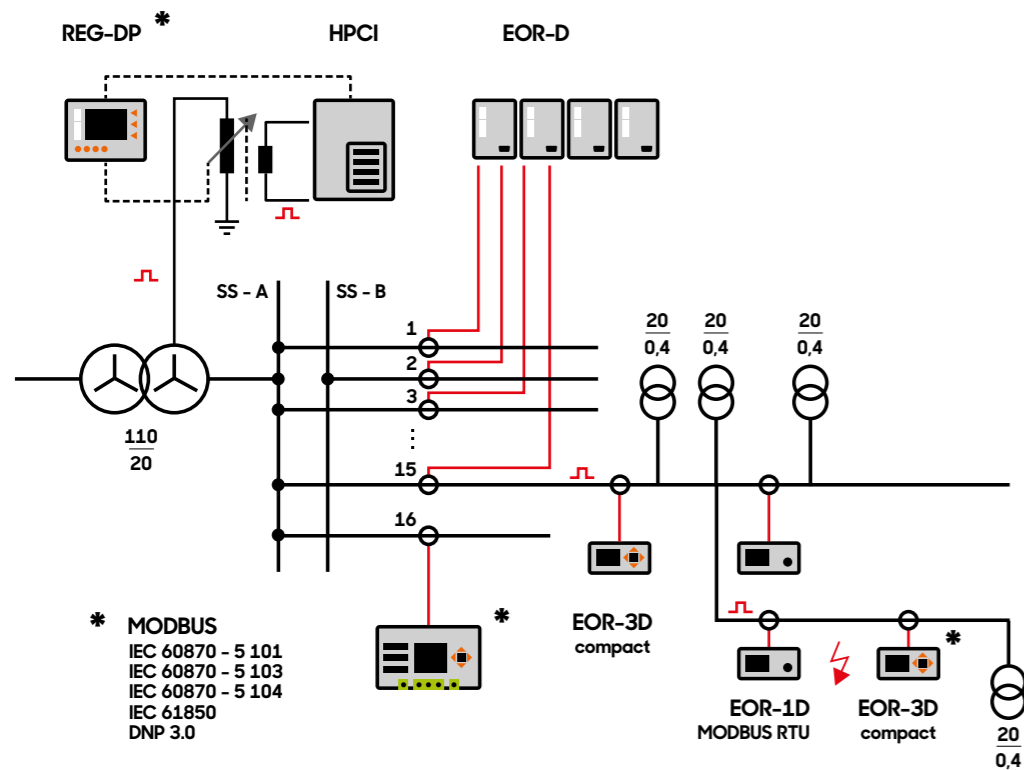 REG-DP *
HPCI
EOR-D
SS - A
SS - B
1
2
3
15
16
110
20
20
0,4
20
0,4
20
0,4
*
MODBUS
IEC 60870 - 5 101
IEC 60870 - 5 103
IEC 60870 - 5 104
IEC 61850
DNP 3.0
*
EOR-3D
compact
EOR-1D
MODBUS RTU
*
EOR-3D
compact
20
0,4